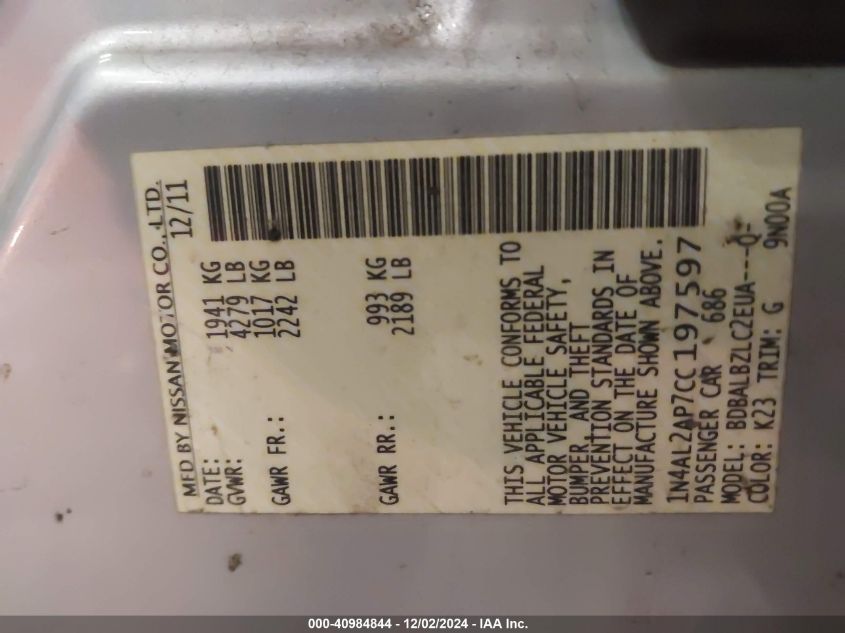 MFD BY NISSAN MOTOR CO.,LTD.
DATE: 12/11
GVWR: 1941 KG
4279 LB
GAWR FR.: 1017 KG
2242 LB
GAWR RR.: 993 KG
2189 LB
THIS VEHICLE CONFORMS TO
ALL APPLICABLE FEDERAL
MOTOR VEHICLE SAFETY,
BUMPER, AND THEFT
PREVENTION STANDARDS IN
EFFECT ON THE DATE OF
MANUFACTURE SHOWN ABOVE.
1N4AL2AP7CC197597
PASSENGER CAR 686
MODEL: BDBALBZLC2EUA---Q-
COLOR: K23 TRIM: G 9N00A
000-40984844 - 12/02/2024 - IAA Inc.